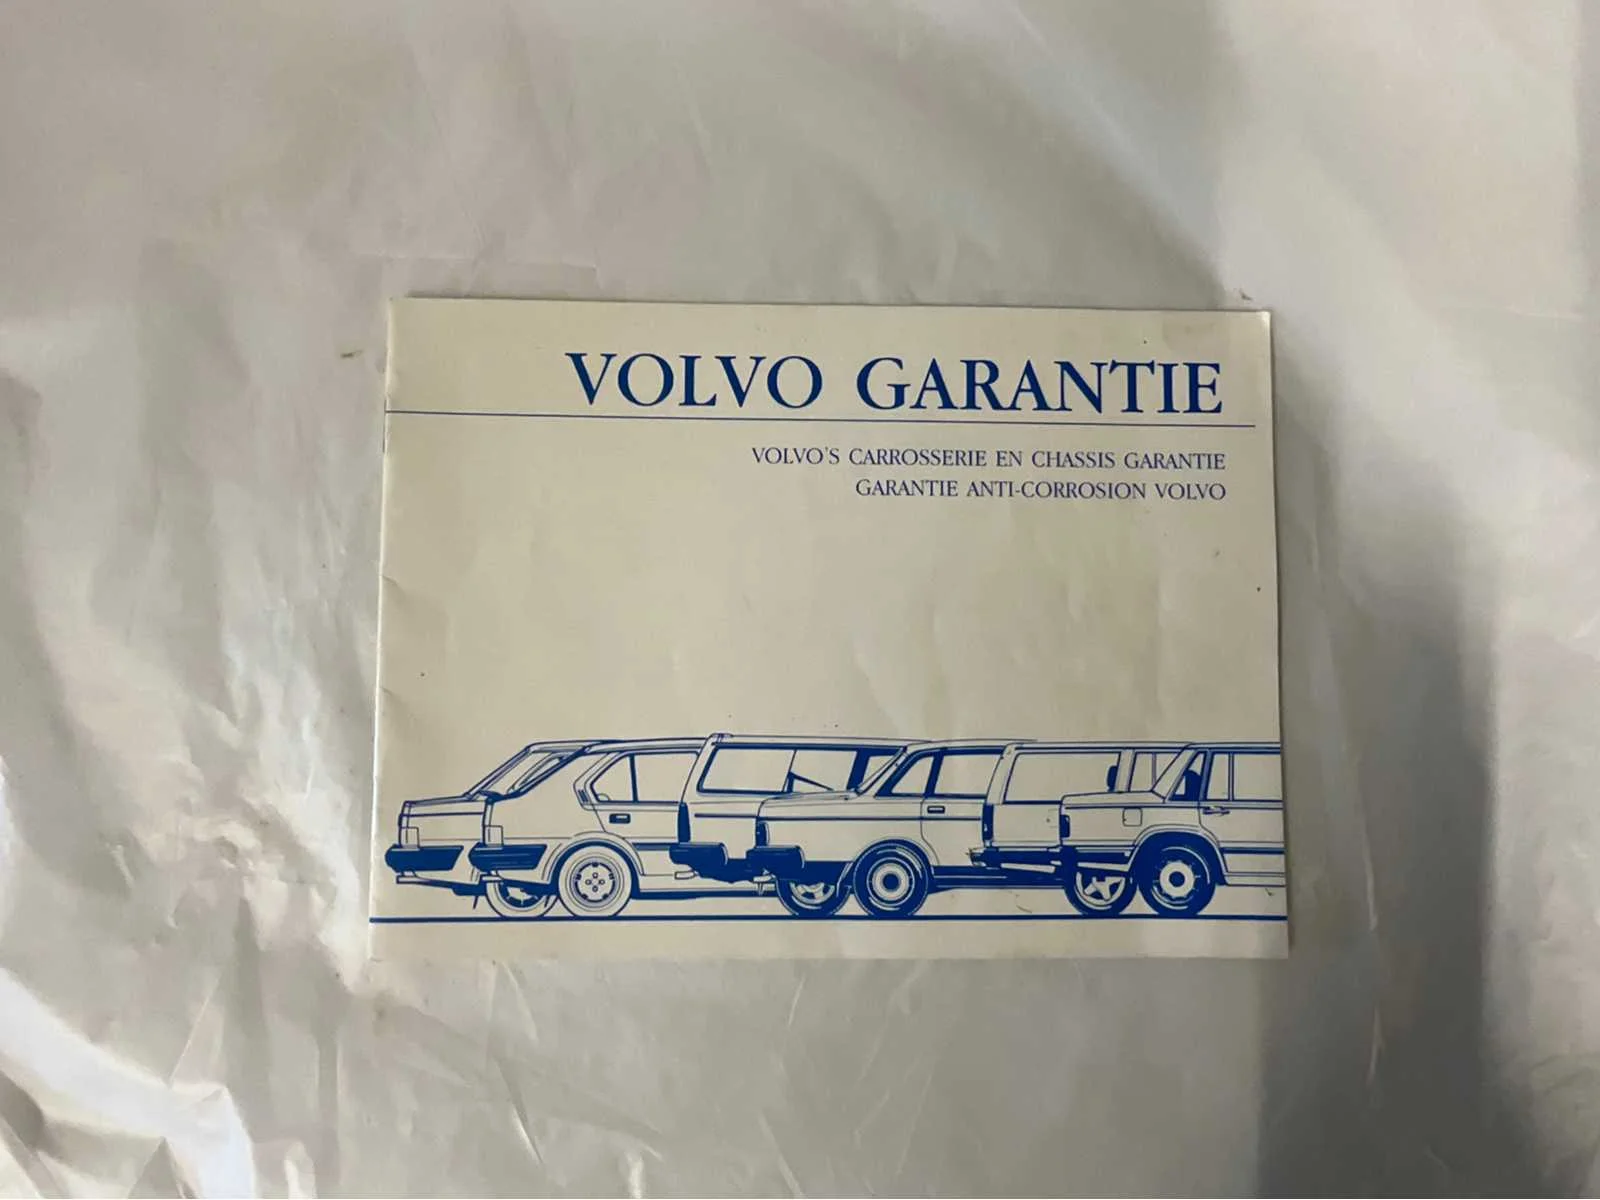 VOLVO GARANTIE
VOLVO'S CARROSSERIE EN CHASSIS GARANTIE
GARANTIE ANTI-CORROSION VOLVO